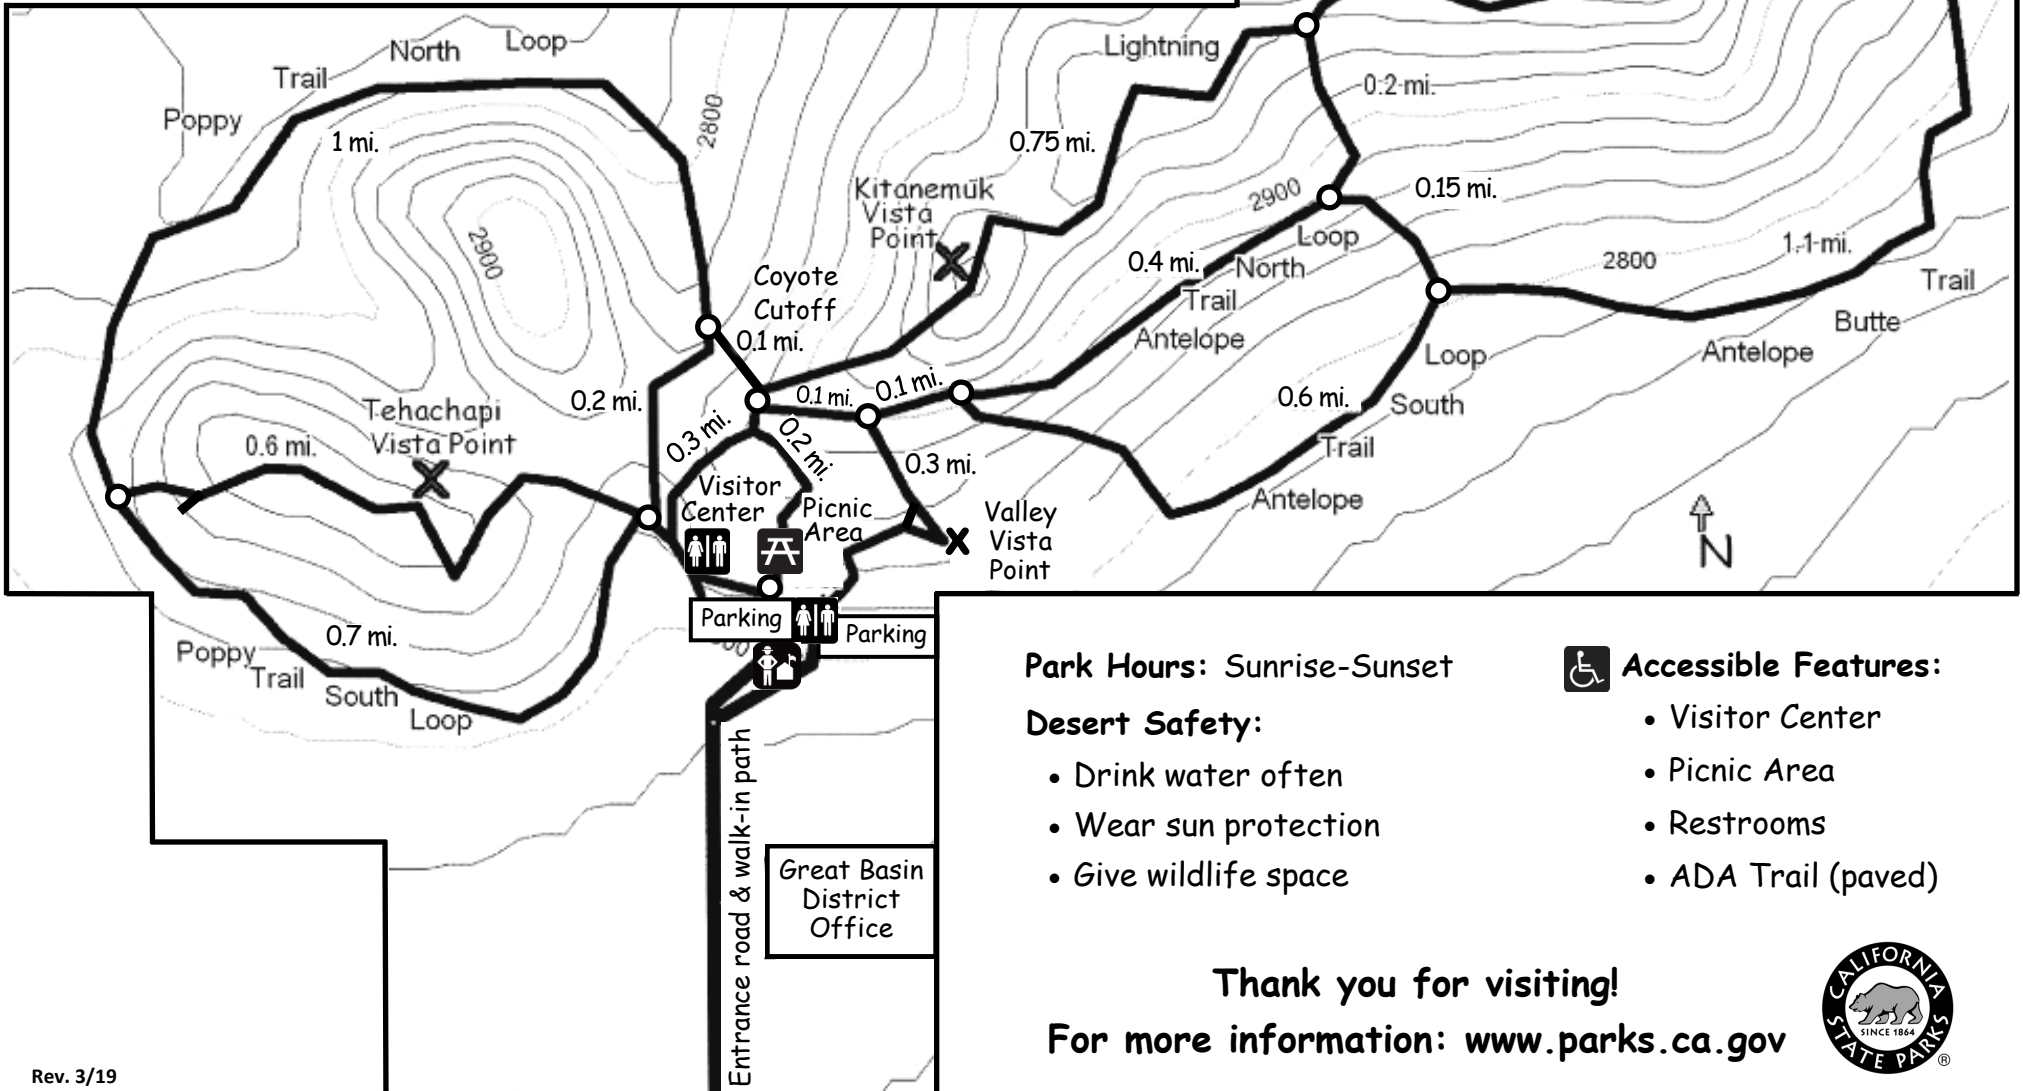 Poppy
Trail
North
Loop
1 mi.
2800
2900
Lightning
0.75 mi.
0.2 mi.
0.15 mi.
Kitanemuk
Vista
Point
2900
Loop
North
Trail
Antelope
0.4 mi.
2800
1.1 mi.
Trail
Butte
Antelope
Coyote
Cutoff
0.1 mi.
0.2 mi.
0.1 mi.
0.1 mi.
0.3 mi.
0.2 mi.
0.3 mi.
Loop
South
Trail
Antelope
0.6 mi.
Tehachapi
Vista Point
0.6 mi.
Visitor
Center
Picnic
Area
Valley
Vista
Point
N
Parking
Parking
0.7 mi.
Poppy
Trail
South
Loop
Entrance road & walk-in path
Great Basin
District
Office
Park Hours: Sunrise-Sunset
Desert Safety:
• Drink water often
• Wear sun protection
• Give wildlife space
Accessible Features:
• Visitor Center
• Picnic Area
• Restrooms
• ADA Trail (paved)
Thank you for visiting!
For more information: www.parks.ca.gov
CALIFORNIA
STATE PARKS
SINCE 1864
®
Rev. 3/19